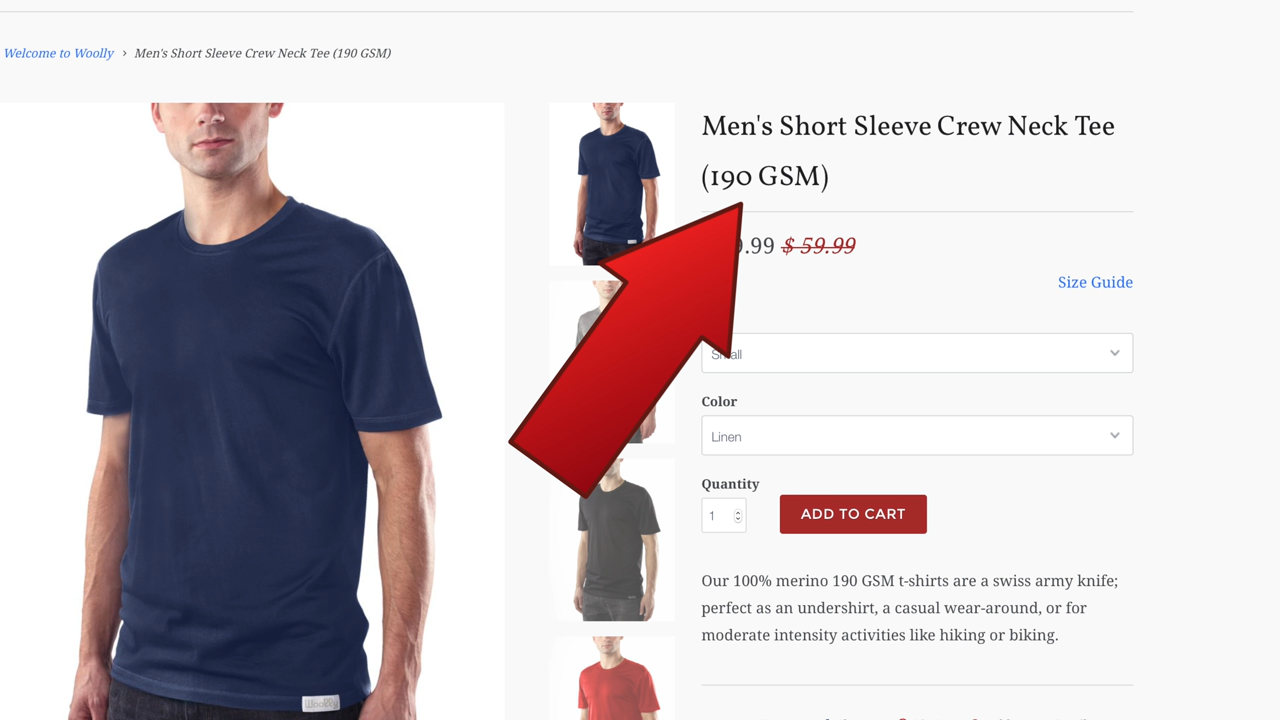 Welcome to Woolly › Men's Short Sleeve Crew Neck Tee (190 GSM)
Men's Short Sleeve Crew Neck Tee
(190 GSM)
9.99 $ 59.99
Size Guide
Small
Color
Linen
Quantity
1
ADD TO CART
Our 100% merino 190 GSM t-shirts are a swiss army knife;
perfect as an undershirt, a casual wear-around, or for
moderate intensity activities like hiking or biking.
Woolly